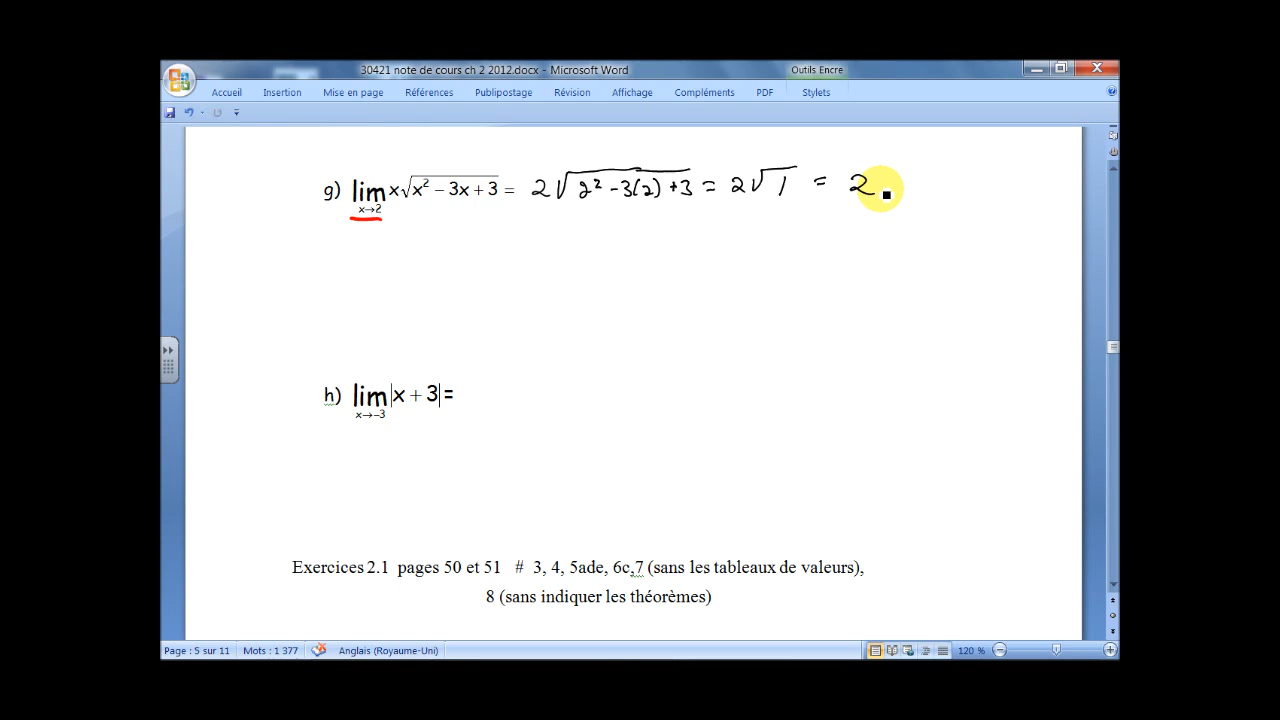 30421 note de cours ch 2 2012.docx - Microsoft Word
Outils Encre
Accueil Insertion Mise en page Références Publipostage Révision Affichage Compléments PDF Stylets
g) lim x→2 x√(x² − 3x + 3) = 2√(2² − 3(2) + 3) = 2√1 = 2
h) lim x→−3 |x + 3| =
Exercices 2.1 pages 50 et 51 # 3, 4, 5ade, 6c,7 (sans les tableaux de valeurs),
8 (sans indiquer les théorèmes)
Page : 5 sur 11 Mots : 1 377 Anglais (Royaume-Uni) 120 %